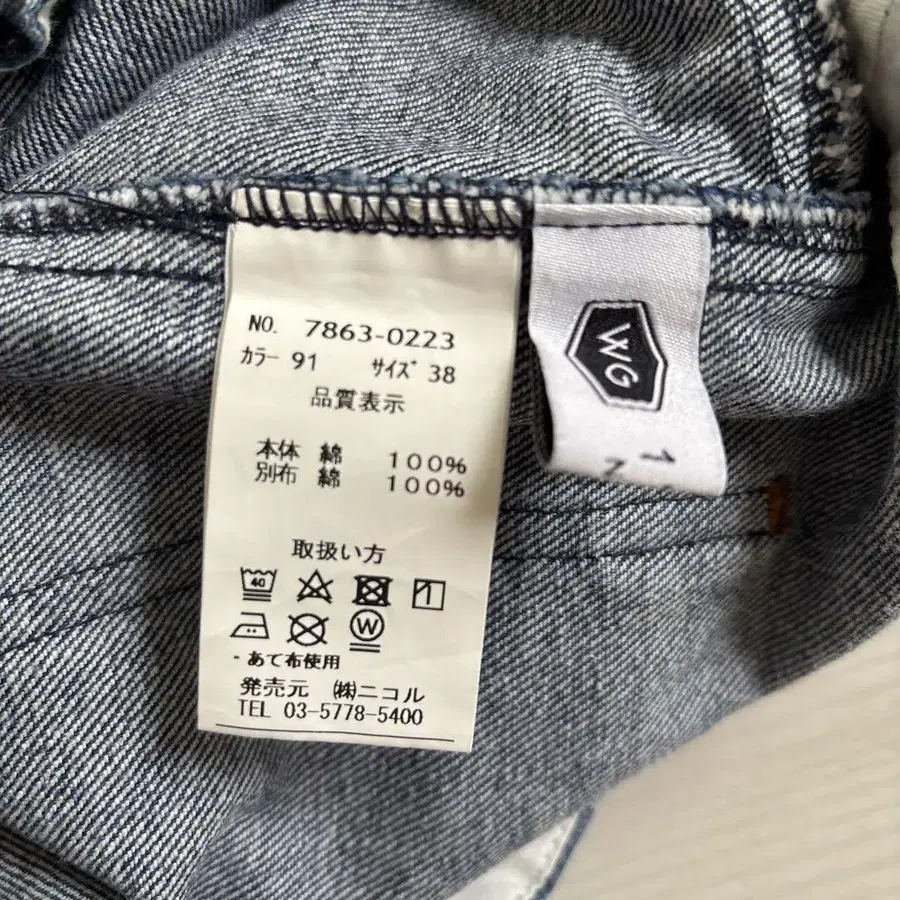 NO. 7863-0223
カラー 91 サイズ 38
品質表示
本体 綿 100%
別布 綿 100%
取扱い方
40
1
W
・あて布使用
発売元 ㈱ニコル
TEL 03-5778-5400
WG
1
N